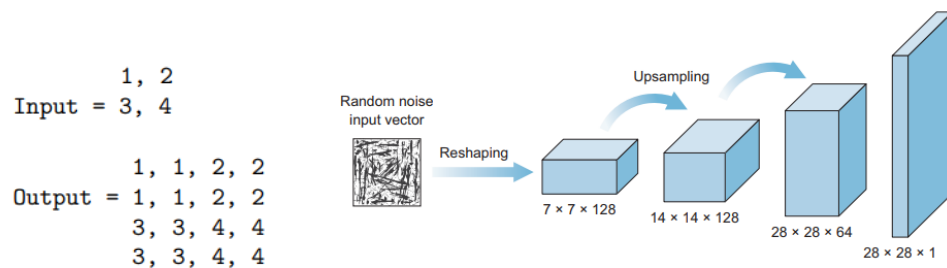 1, 2
Input = 3, 4
1, 1, 2, 2
Output = 1, 1, 2, 2
3, 3, 4, 4
3, 3, 4, 4
Random noise
input vector
Reshaping
Upsampling
7 × 7 × 128
14 × 14 × 128
28 × 28 × 64
28 × 28 × 1